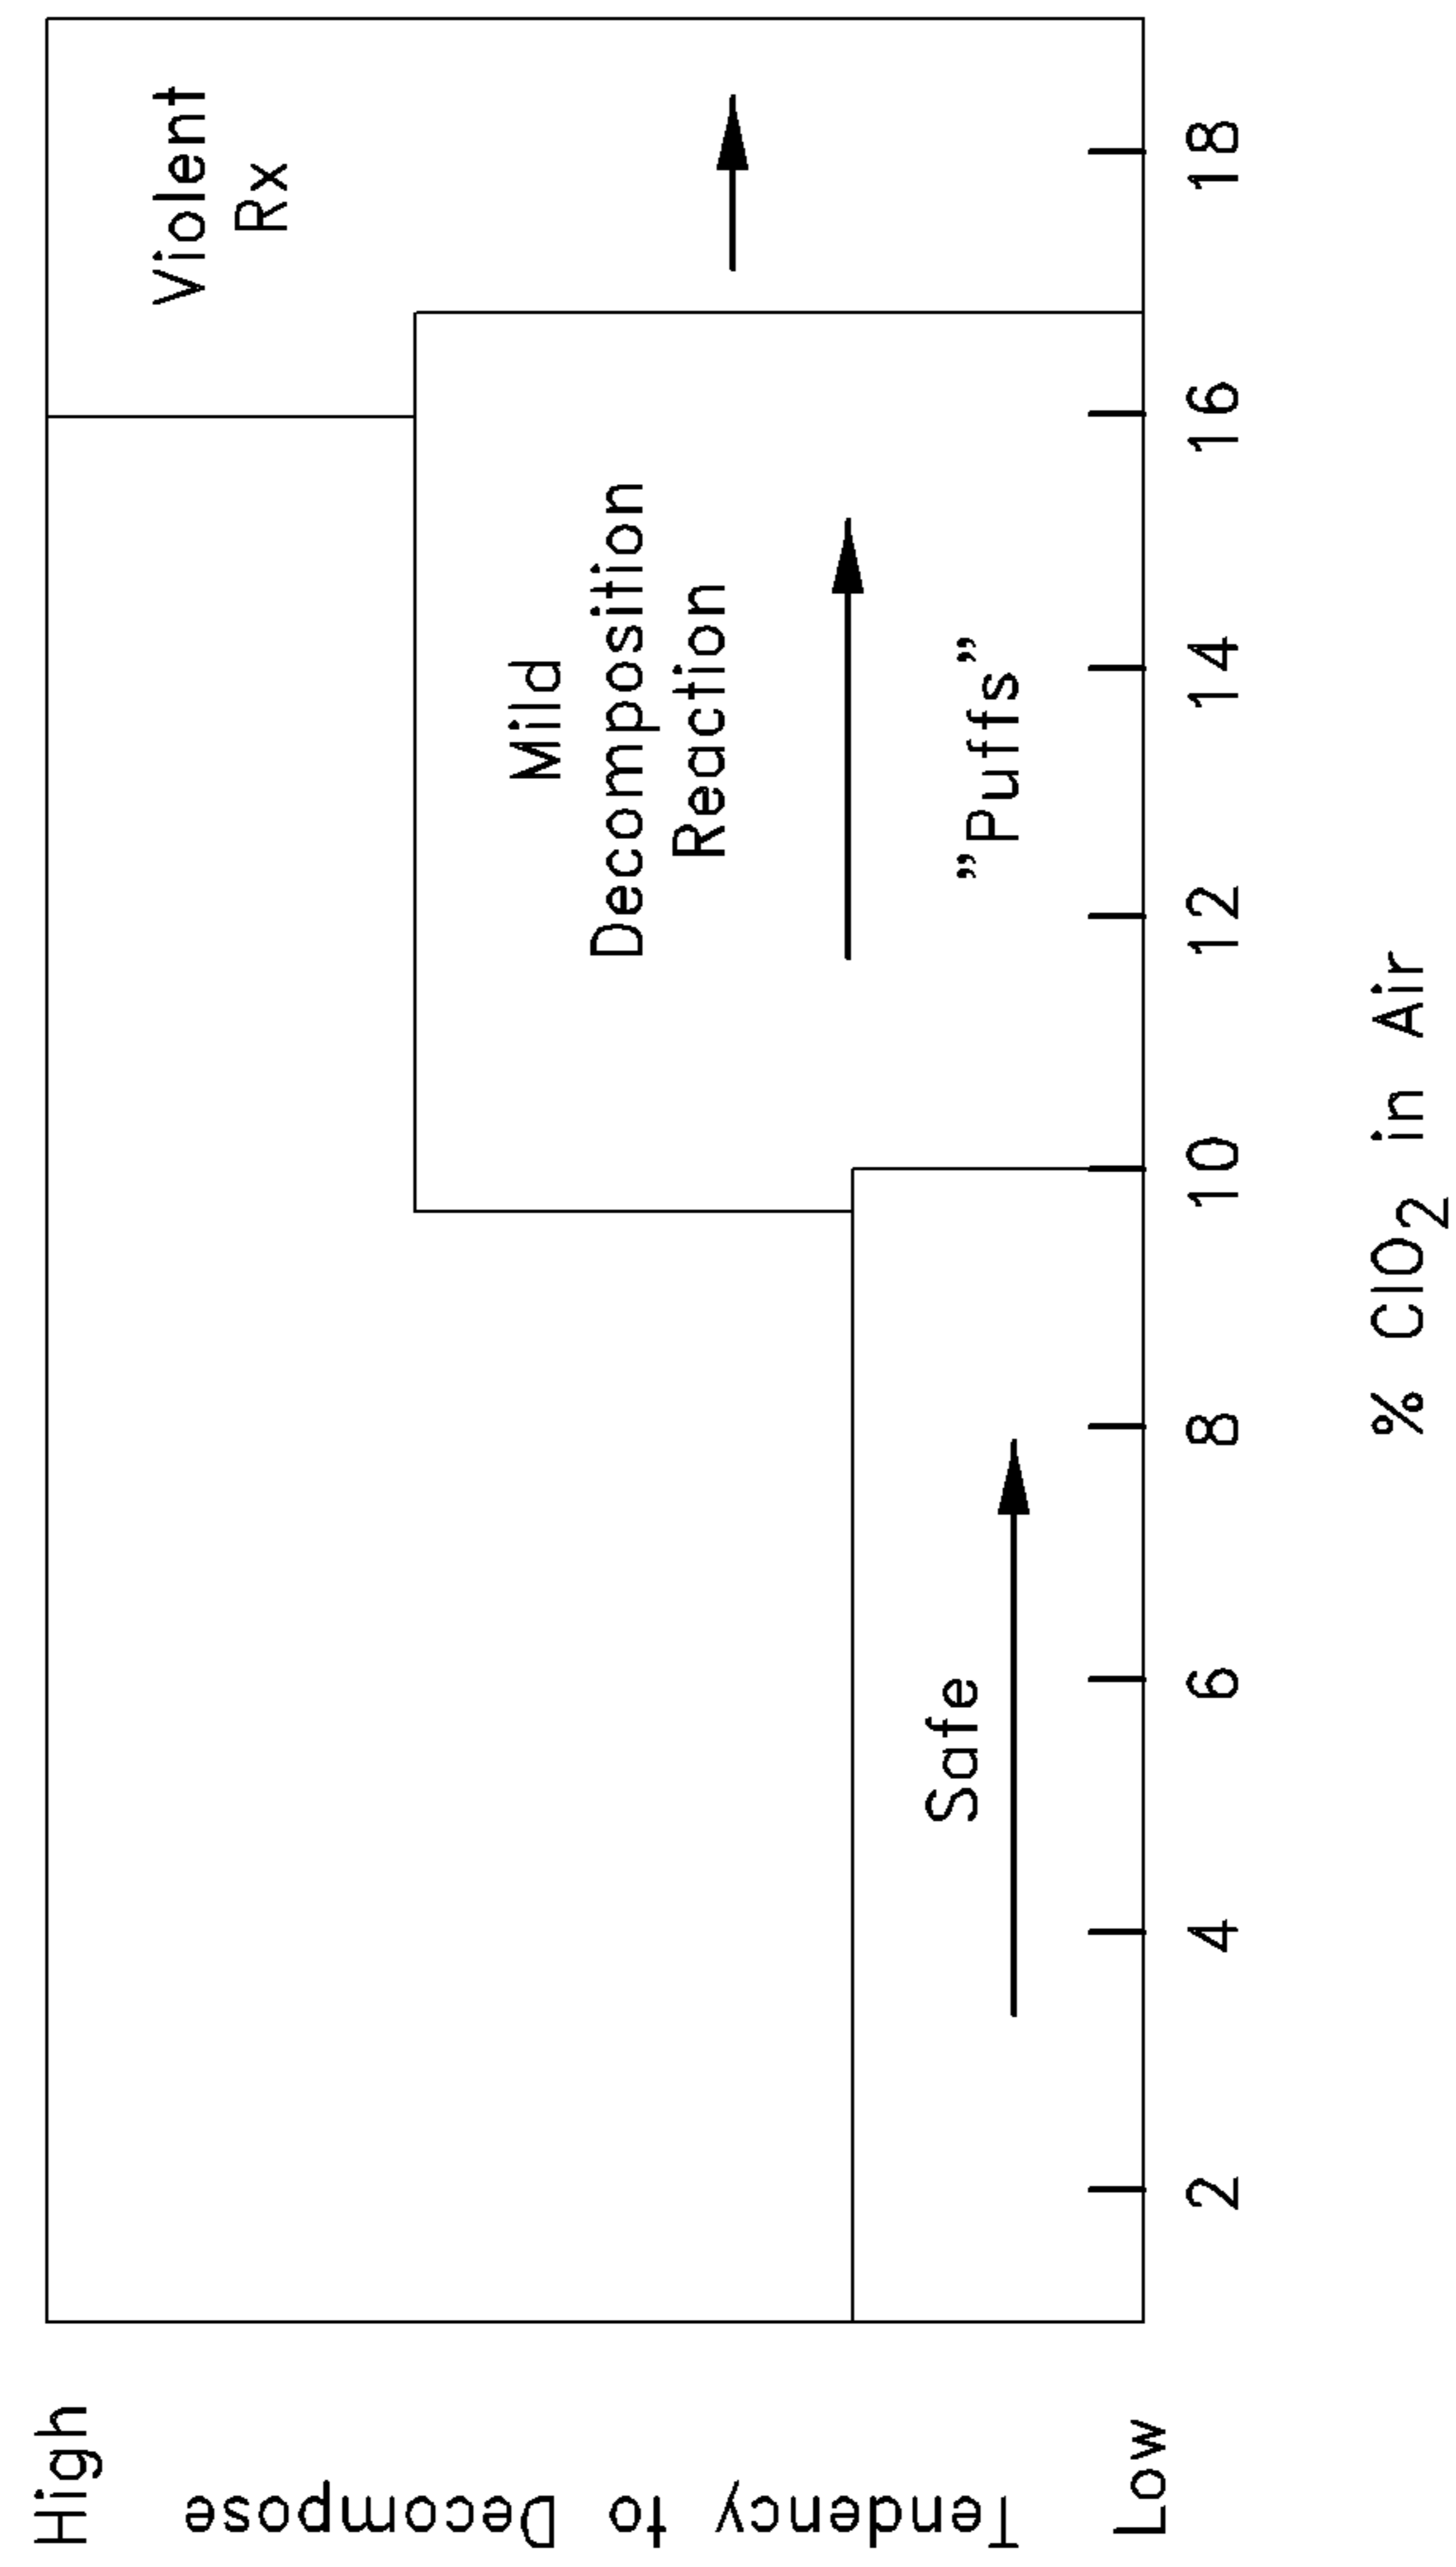 High
Tendency to Decompose
Low
Violent
Rx
Mild
Decomposition
Reaction
”Puffs”
Safe
2 4 6 8 10 12 14 16 18
% ClO₂ in Air